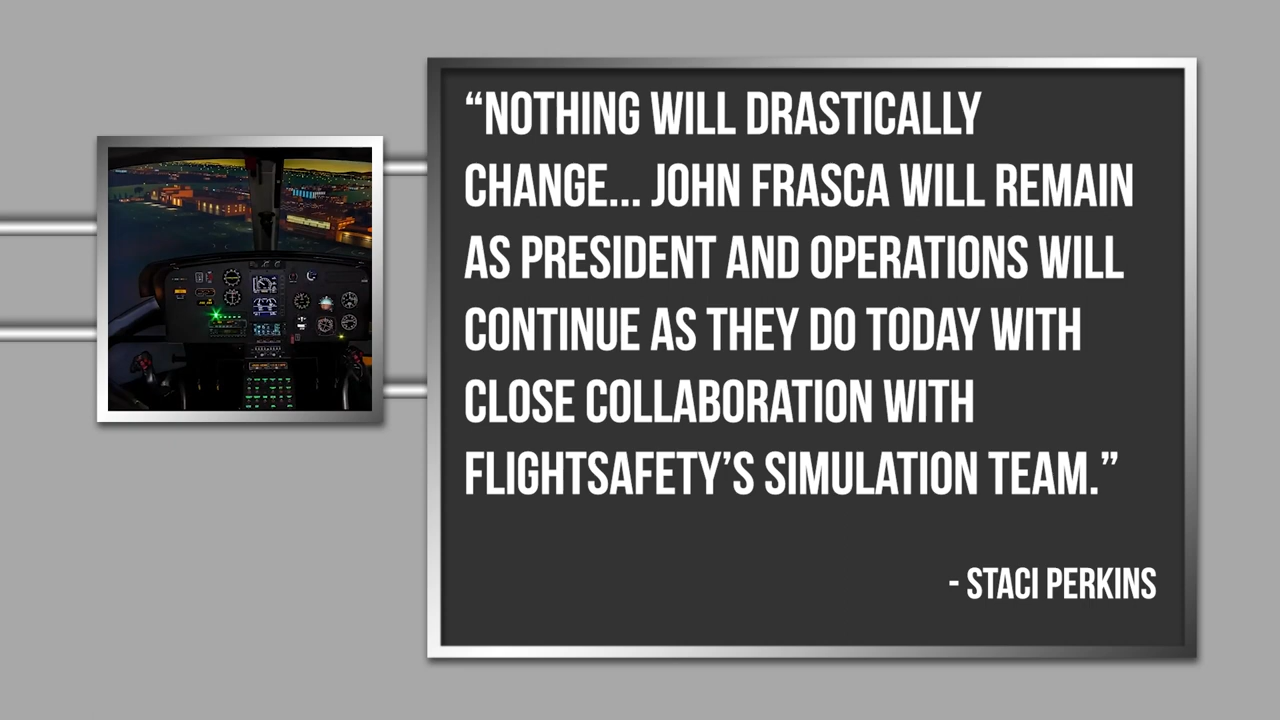 “NOTHING WILL DRASTICALLY
CHANGE... JOHN FRASCA WILL REMAIN
AS PRESIDENT AND OPERATIONS WILL
CONTINUE AS THEY DO TODAY WITH
CLOSE COLLABORATION WITH
FLIGHTSAFETY’S SIMULATION TEAM.”
- STACI PERKINS